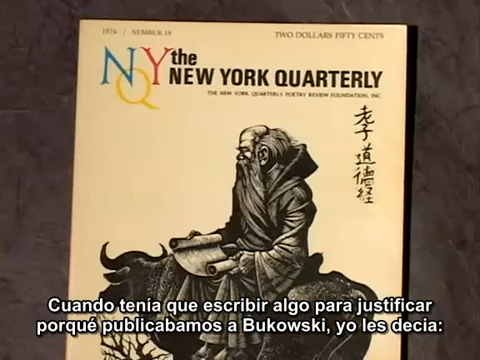 1976 / NUMBER 18
TWO DOLLARS FIFTY CENTS
NYQ the
NEW YORK QUARTERLY
THE NEW YORK QUARTERLY POETRY REVIEW FOUNDATION, INC.
老子道德經
Cuando tenía que escribir algo para justificar
porqué publicabamos a Bukowski, yo les decia: